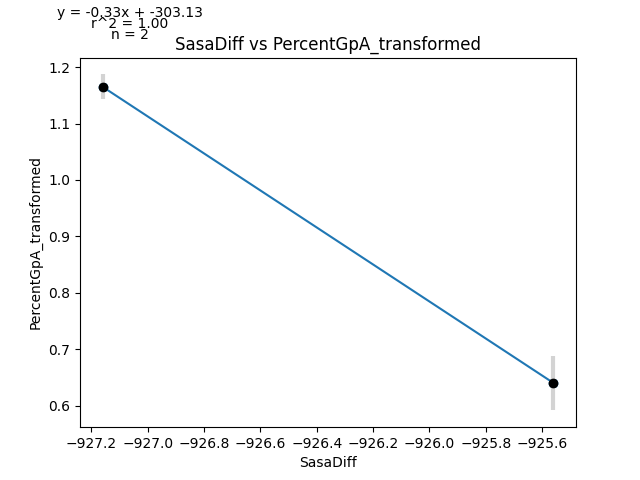 y = -0.33x + -303.13
r^2 = 1.00
n = 2
SasaDiff vs PercentGpA_transformed
PercentGpA_transformed
1.2
1.1
1.0
0.9
0.8
0.7
0.6
−927.2 −927.0 −926.8 −926.6 −926.4 −926.2 −926.0 −925.8 −925.6
SasaDiff